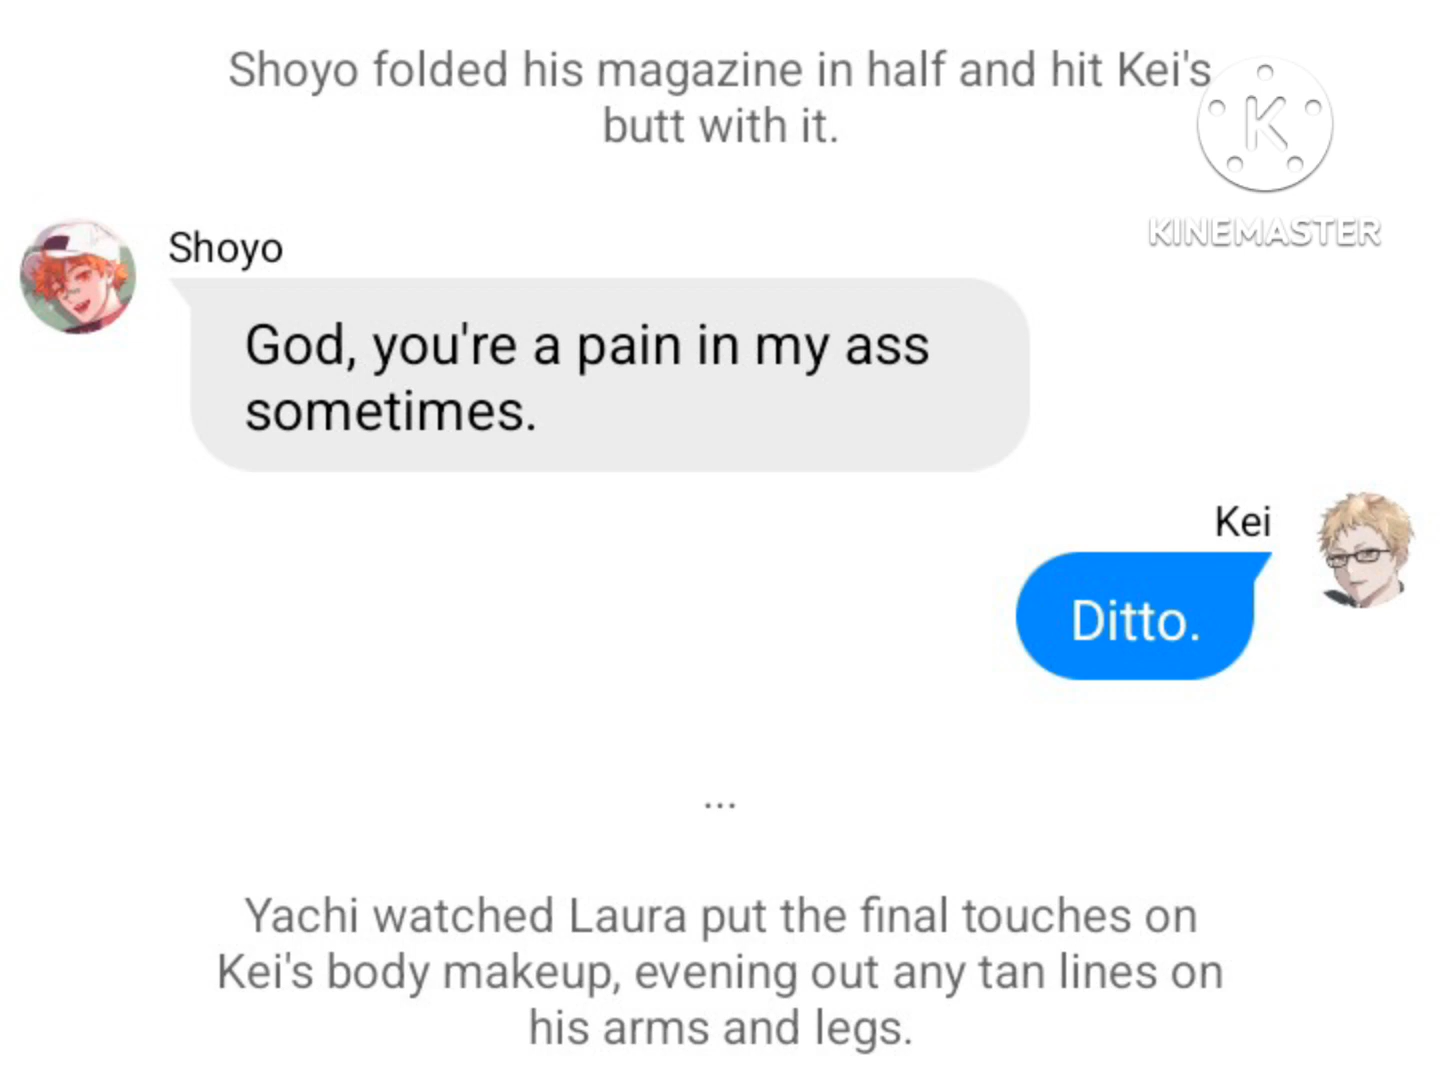 Shoyo folded his magazine in half and hit Kei's
butt with it.
K
KINEMASTER
Shoyo
God, you're a pain in my ass
sometimes.
Kei
Ditto.
...
Yachi watched Laura put the final touches on
Kei's body makeup, evening out any tan lines on
his arms and legs.